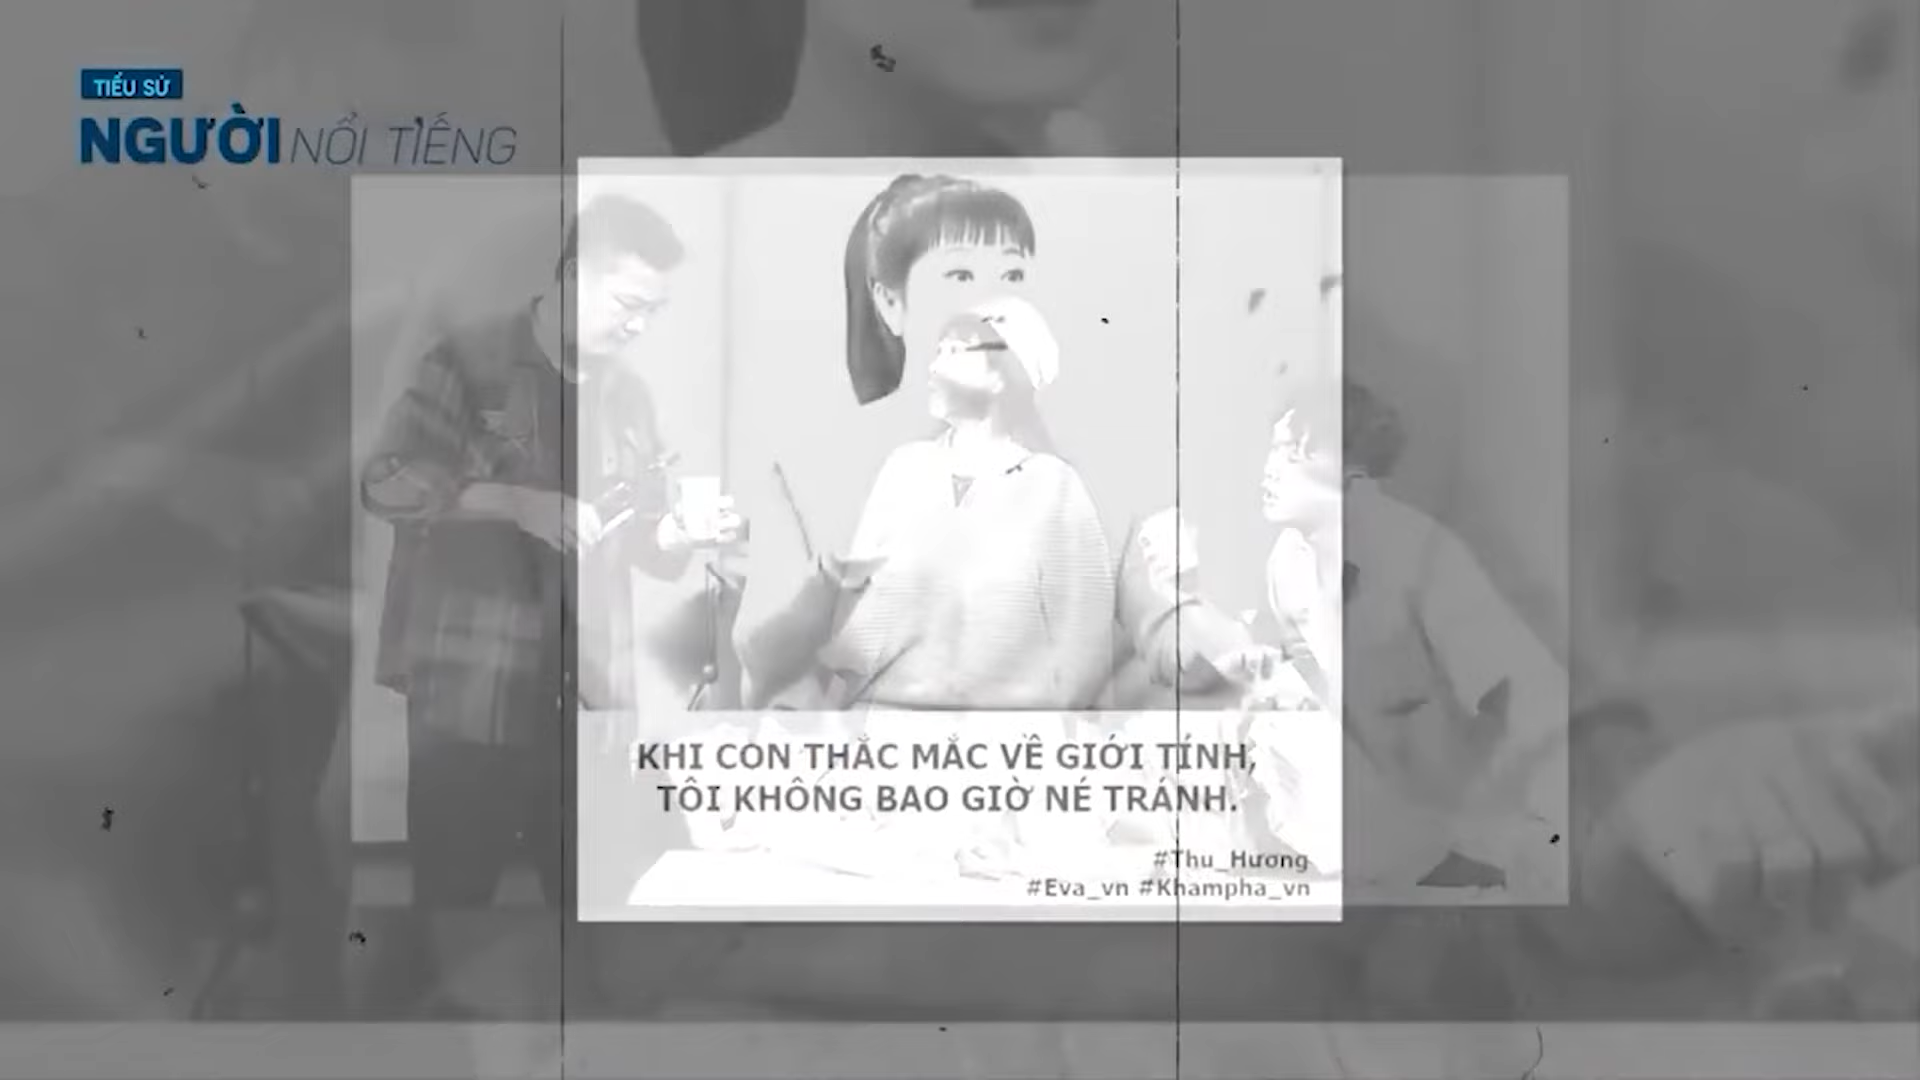 TIỂU SỬ
NGƯỜI NỔI TIẾNG
KHI CON THẮC MẮC VỀ GIỚI TÍNH,
TÔI KHÔNG BAO GIỜ NÉ TRÁNH.
#Thu_Hương
#Eva_vn #Khampha_vn